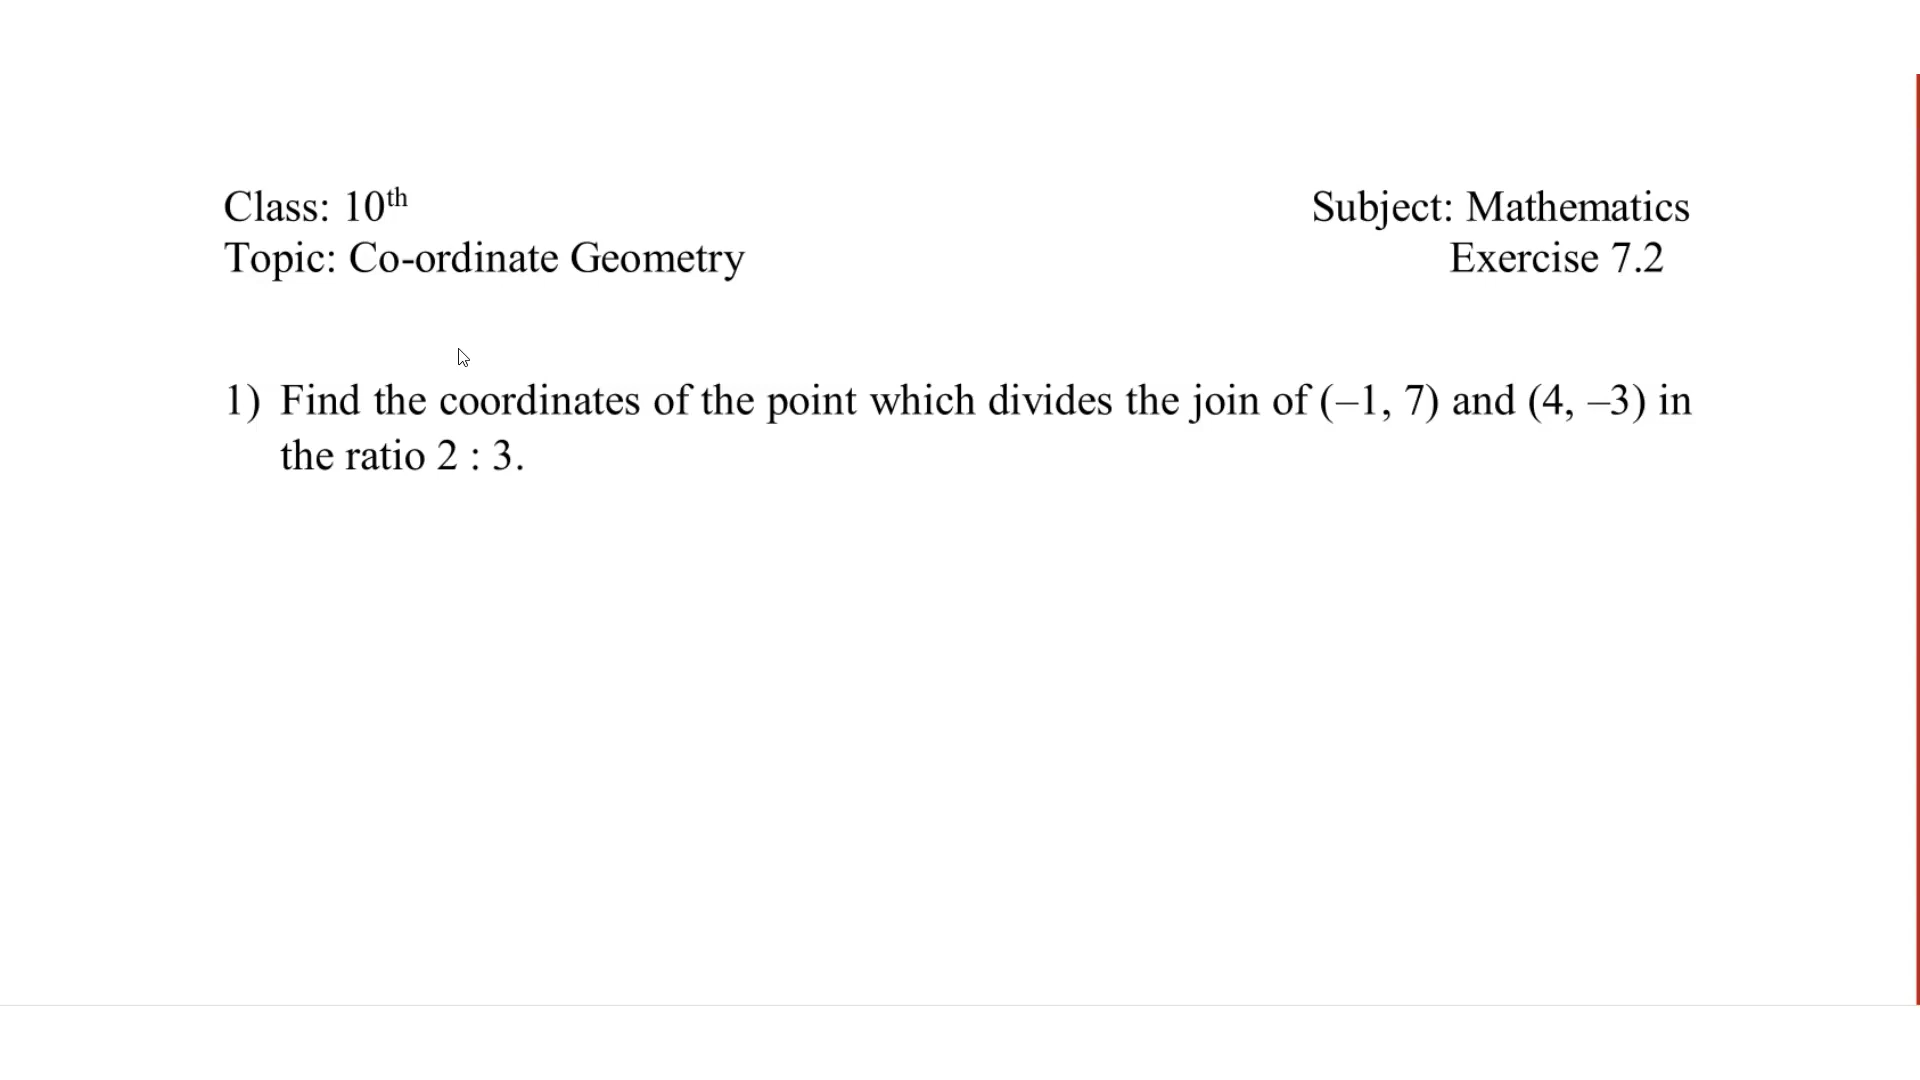 Class: 10th
Subject: Mathematics
Topic: Co-ordinate Geometry
Exercise 7.2
1) Find the coordinates of the point which divides the join of (–1, 7) and (4, –3) in
the ratio 2 : 3.